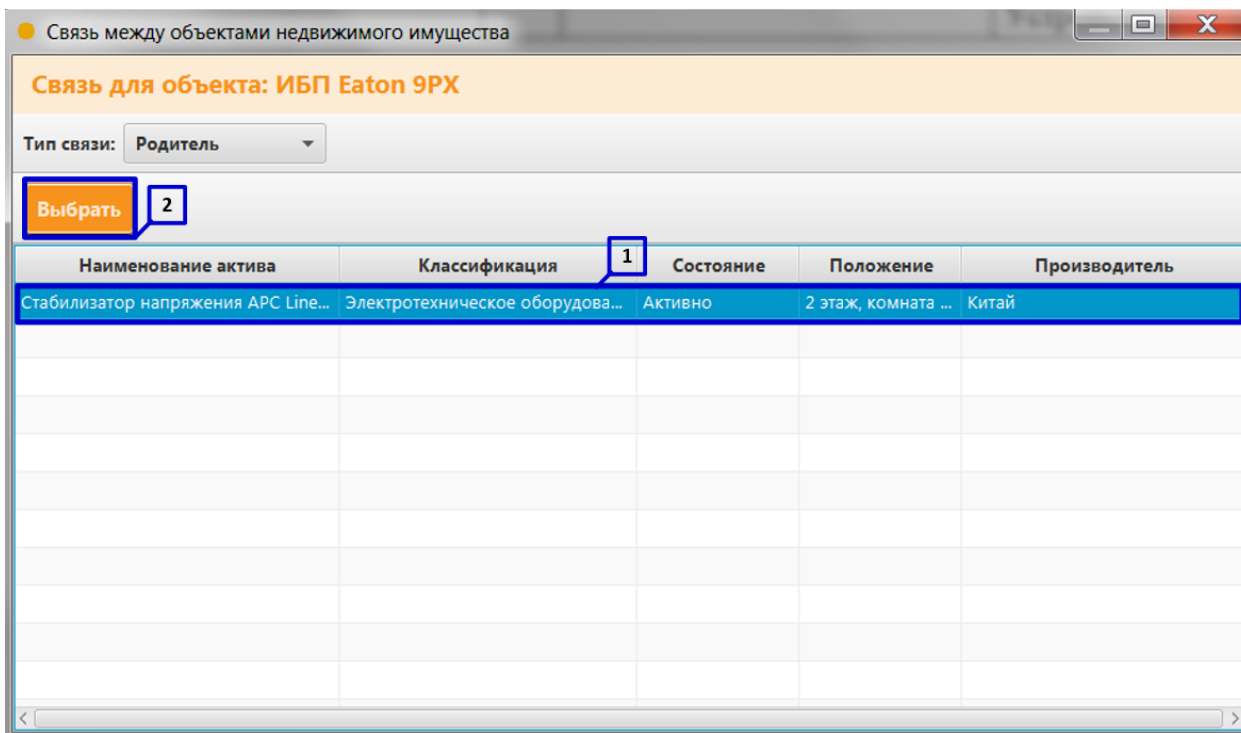 Связь между объектами недвижимого имущества
Связь для объекта: ИБП Eaton 9PX
Тип связи: Родитель
Выбрать 2
1
Наименование актива Классификация Состояние Положение Производитель
Стабилизатор напряжения APC Line... Электротехническое оборудова... Активно 2 этаж, комната ... Китай